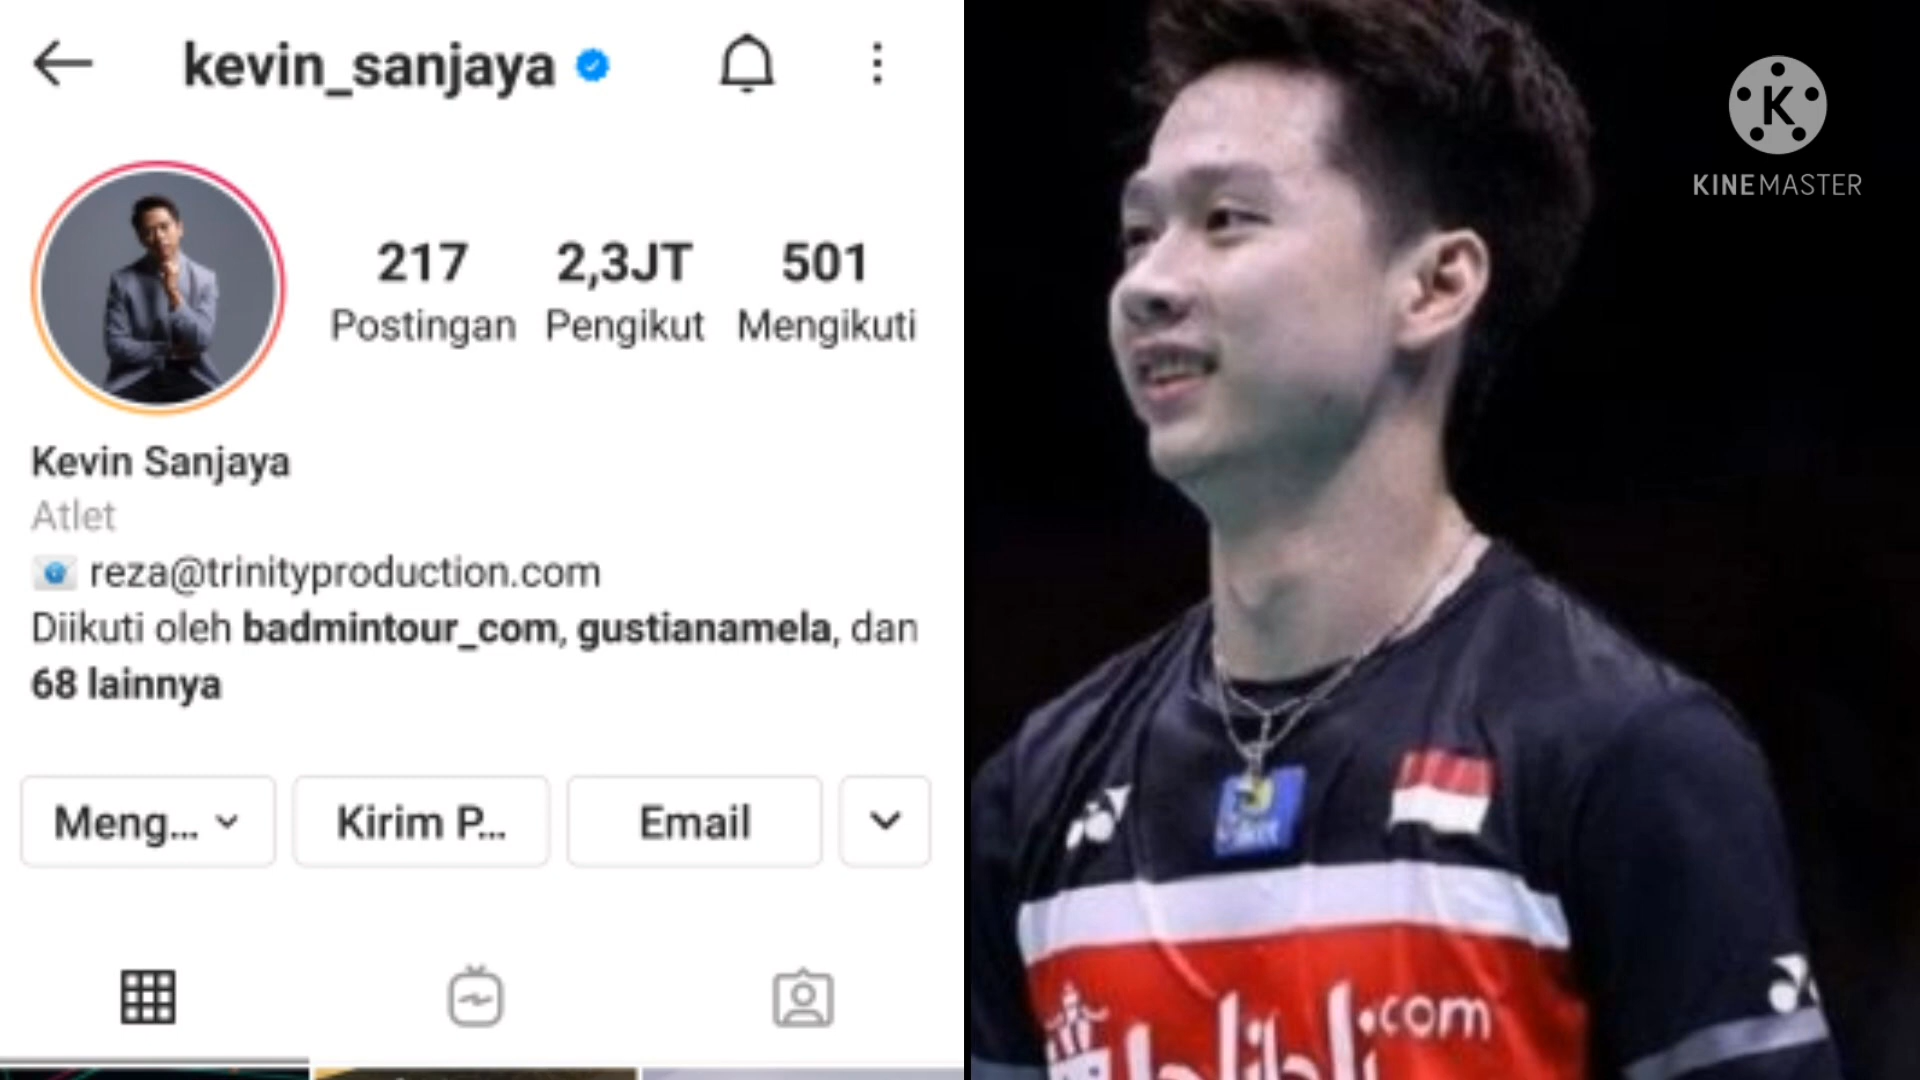 kevin_sanjaya
217 2,3JT 501
Postingan Pengikut Mengikuti
Kevin Sanjaya
Atlet
reza@trinityproduction.com
Diikuti oleh badmintour_com, gustianamela, dan
68 lainnya
Meng... Kirim P... Email
K
KINEMASTER
blibli.com